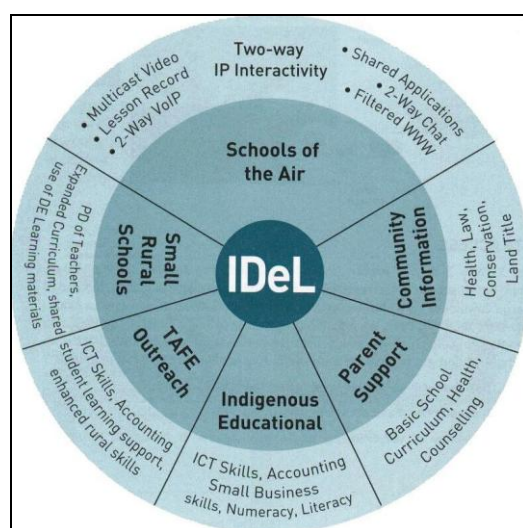 Two-way
IP Interactivity
• Multicast Video
• Lesson Record
• 2-Way VoIP
• Shared Applications
• 2-Way Chat
• Filtered WWW
Schools of
the Air
Community
Information
Health, Law,
Conservation,
Land Title
Parent
Support
Basic School
Curriculum, Health,
Counselling
Indigenous
Educational
ICT Skills, Accounting
Small Business
skills, Numeracy, Literacy
TAFE
Outreach
ICT Skills, Accounting
student learning support,
enhanced rural skills
Small
Rural
Schools
PD of Teachers,
Expanded Curriculum, shared
use of DE Learning materials
IDeL